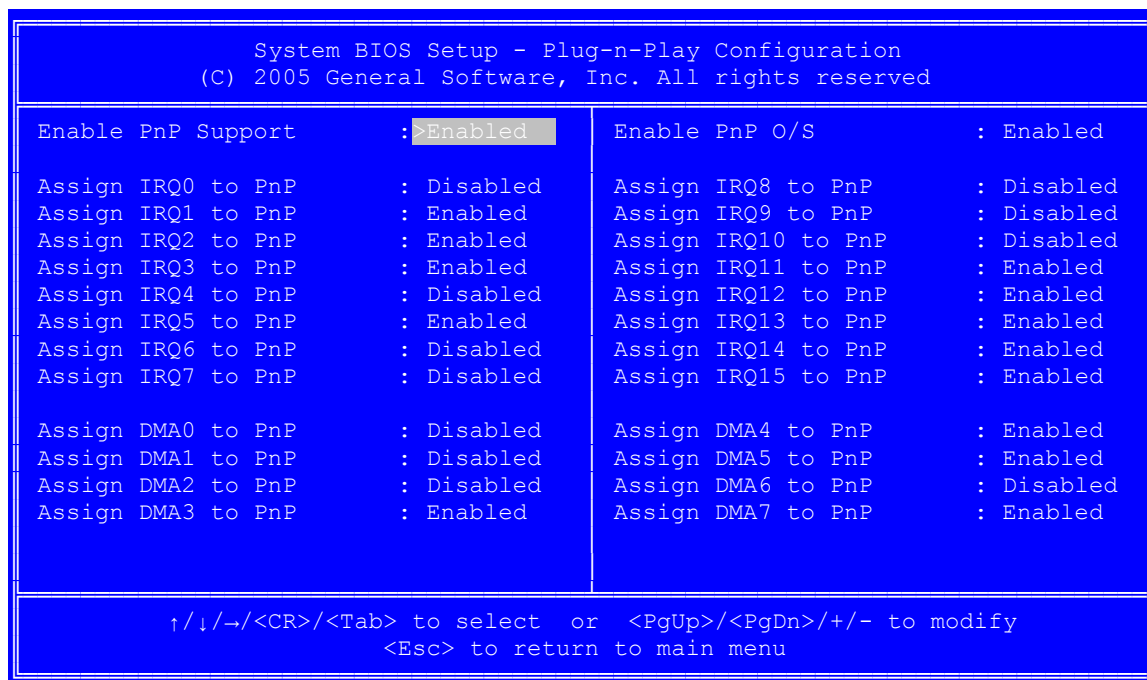 System BIOS Setup - Plug-n-Play Configuration
(C) 2005 General Software, Inc. All rights reserved
Enable PnP Support :>Enabled Enable PnP O/S : Enabled
Assign IRQ0 to PnP : Disabled Assign IRQ8 to PnP : Disabled
Assign IRQ1 to PnP : Enabled Assign IRQ9 to PnP : Disabled
Assign IRQ2 to PnP : Enabled Assign IRQ10 to PnP : Disabled
Assign IRQ3 to PnP : Enabled Assign IRQ11 to PnP : Enabled
Assign IRQ4 to PnP : Disabled Assign IRQ12 to PnP : Enabled
Assign IRQ5 to PnP : Enabled Assign IRQ13 to PnP : Enabled
Assign IRQ6 to PnP : Disabled Assign IRQ14 to PnP : Enabled
Assign IRQ7 to PnP : Disabled Assign IRQ15 to PnP : Enabled
Assign DMA0 to PnP : Disabled Assign DMA4 to PnP : Enabled
Assign DMA1 to PnP : Disabled Assign DMA5 to PnP : Enabled
Assign DMA2 to PnP : Disabled Assign DMA6 to PnP : Disabled
Assign DMA3 to PnP : Enabled Assign DMA7 to PnP : Enabled
↑/↓/→/<CR>/<Tab> to select or <PgUp>/<PgDn>/+/- to modify
<Esc> to return to main menu